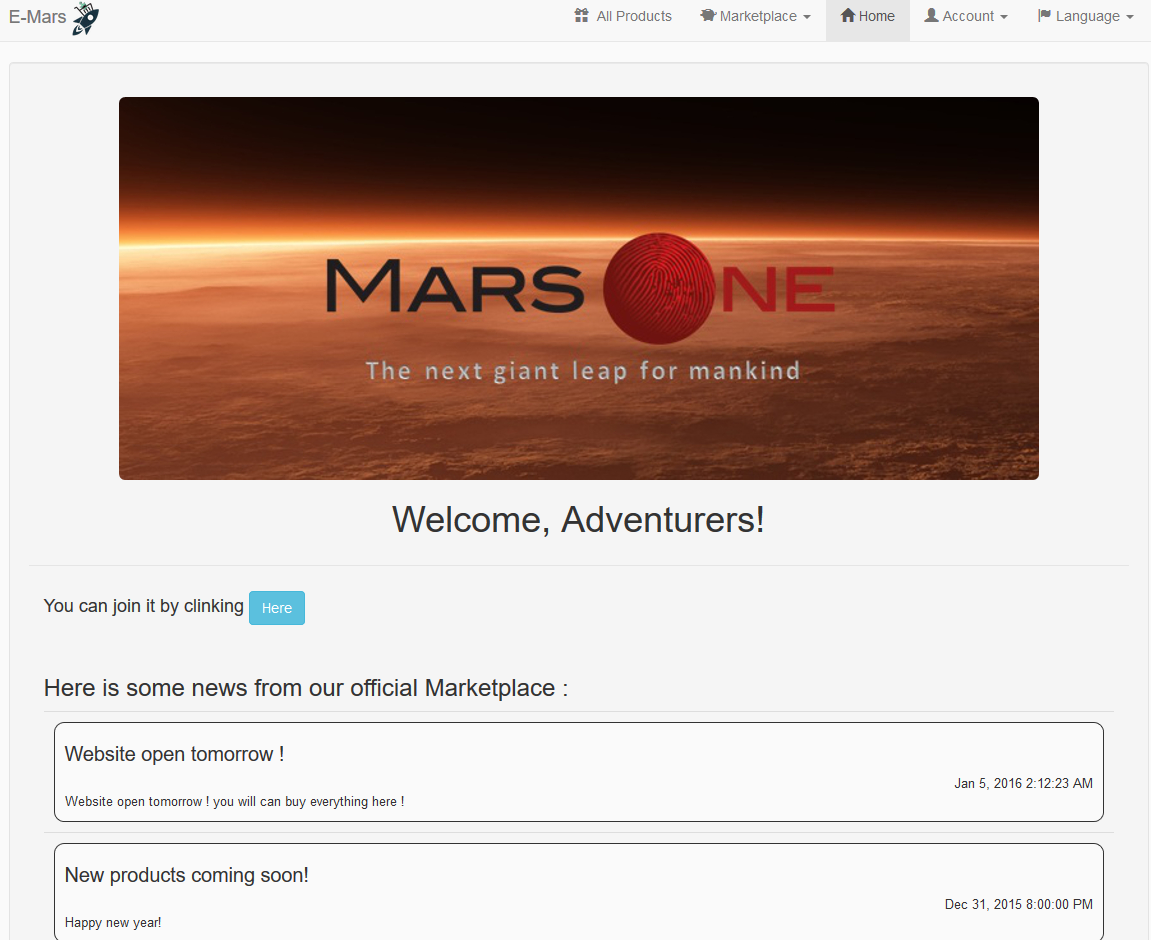 E-Mars
All Products
Marketplace
Home
Account
Language
MARS ONE
The next giant leap for mankind
Welcome, Adventurers!
You can join it by clinking Here
Here is some news from our official Marketplace :
Website open tomorrow !
Jan 5, 2016 2:12:23 AM
Website open tomorrow ! you will can buy everything here !
New products coming soon!
Dec 31, 2015 8:00:00 PM
Happy new year!